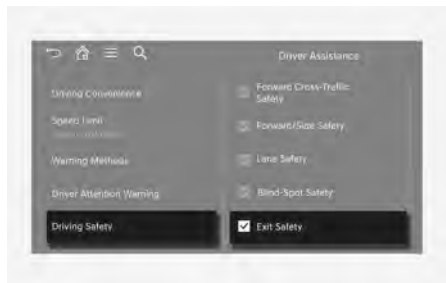 Driver Assistance
Driving Convenience
Speed Limit
Warning Methods
Driver Attention Warning
Driving Safety
Forward Cross-Traffic
Safety
Forward/Side Safety
Lane Safety
Blind-Spot Safety
Exit Safety